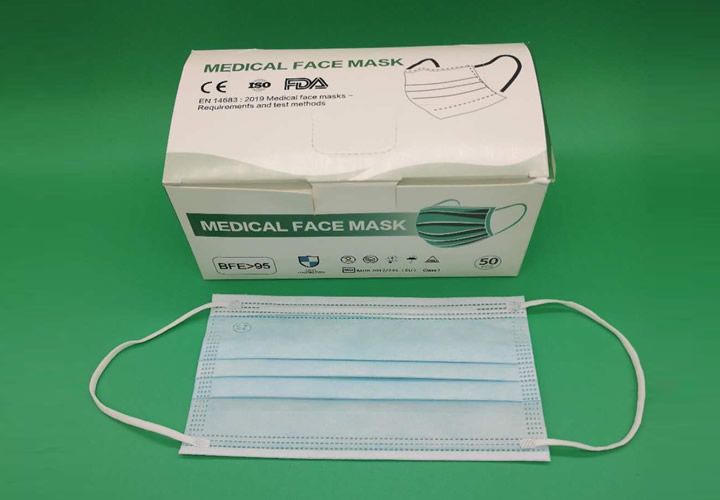 MEDICAL FACE MASK
CE ISO FDA
EN 14683 : 2019 Medical face masks –
Requirements and test methods
MEDICAL FACE MASK
BFE>95
50